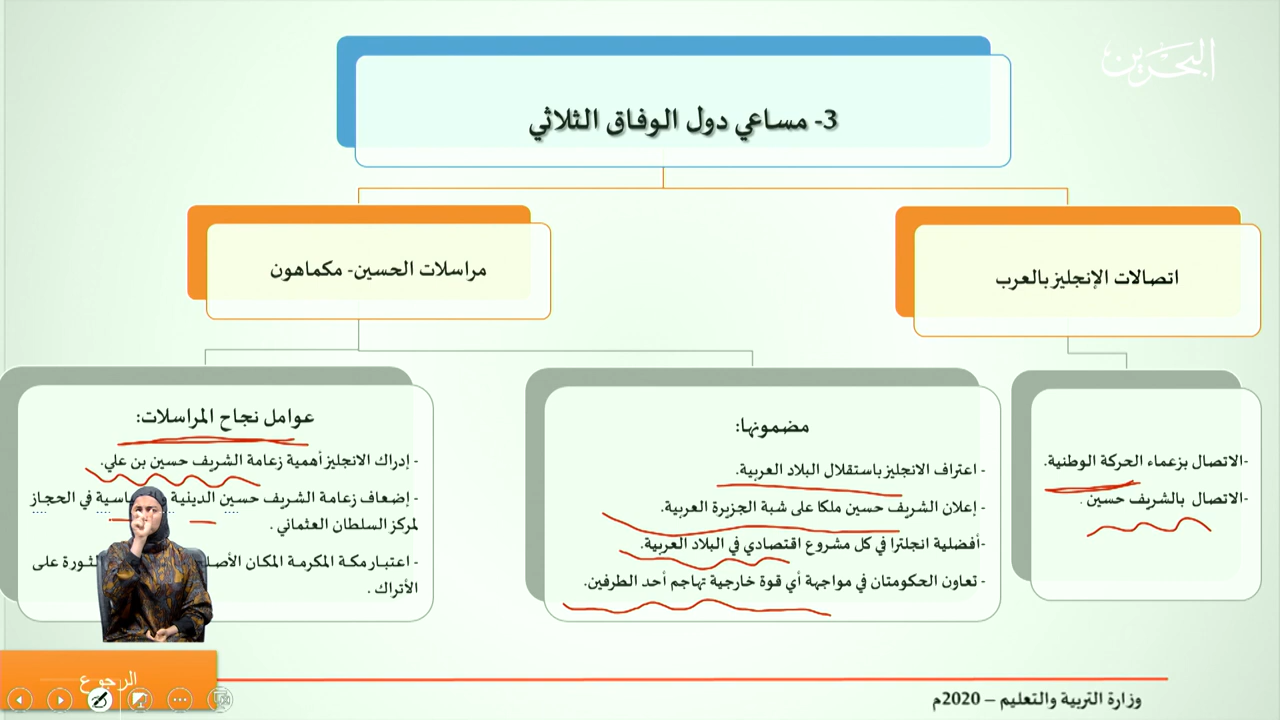 البحرين
3- مساعي دول الوفاق الثلاثي
اتصالات الإنجليز بالعرب
مراسلات الحسين- مكماهون
-الاتصال بزعماء الحركة الوطنية.
-الاتصال بالشريف حسين .
مضمونها:
- اعتراف الانجليز باستقلال البلاد العربية.
- إعلان الشريف حسين ملكا على شبة الجزيرة العربية.
-أفضلية انجلترا في كل مشروع اقتصادي في البلاد العربية.
- تعاون الحكومتان في مواجهة أي قوة خارجية تهاجم أحد الطرفين.
عوامل نجاح المراسلات:
- إدراك الانجليز أهمية زعامة الشريف حسين بن علي.
- إضعاف زعامة الشريف حسين الدينية في الحجاز
لمركز السلطان العثماني .
- اعتبار مكة المكرمة المكان للثورة على
الأتراك .
الرجوع
وزارة التربية والتعليم – 2020م